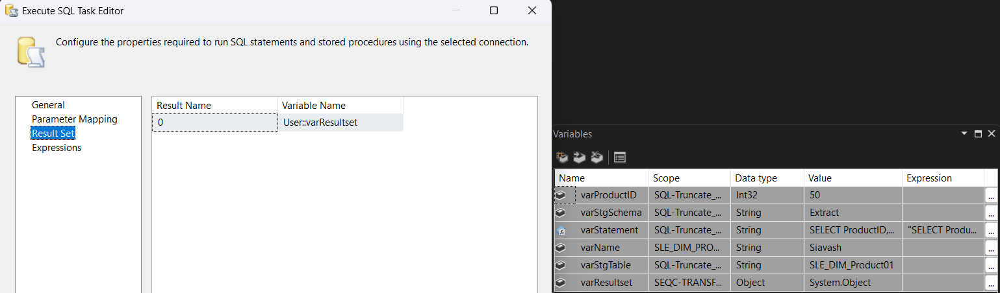 Execute SQL Task Editor
Configure the properties required to run SQL statements and stored procedures using the selected connection.
General
Parameter Mapping
Result Set
Expressions
Result Name Variable Name
0 User::varResultset
Variables
Name Scope Data type Value Expression
varProductID SQL-Truncate_... Int32 50 ...
varStgSchema SQL-Truncate_... String Extract ...
varStatement SQL-Truncate_... String SELECT ProductID,... "SELECT Produ... ...
varName SLE_DIM_PRO... String Siavash ...
varStgTable SQL-Truncate_... String SLE_DIM_Product01 ...
varResultset SEQC-TRANSF... Object System.Object ...